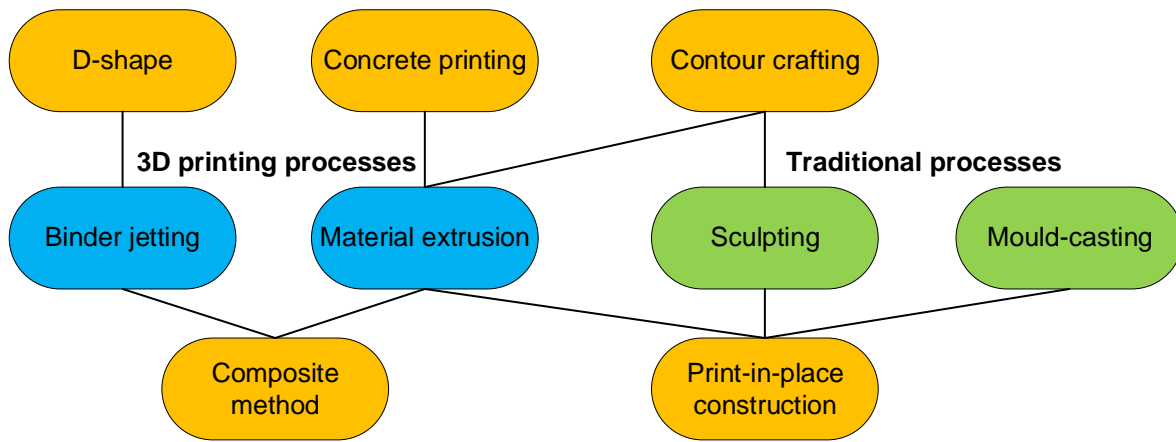 D-shape
Concrete printing
Contour crafting
3D printing processes
Traditional processes
Binder jetting
Material extrusion
Sculpting
Mould-casting
Composite
method
Print-in-place
construction